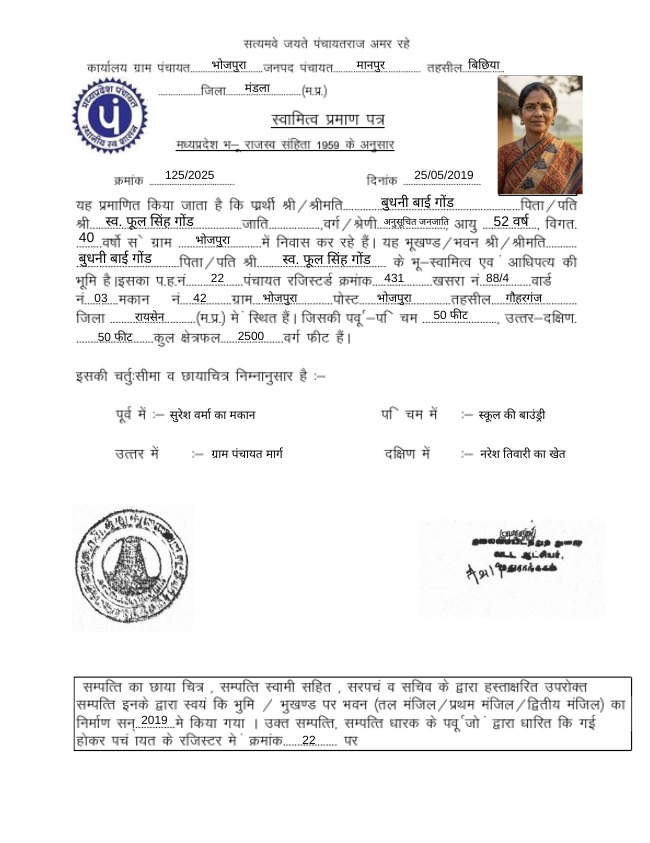 सत्यमवे जयते पंचायतराज अमर रहे
कार्यालय ग्राम पंचायत......भोजपुरा......जनपद पंचायत......मानपुर...... तहसील बिछिया
..............जिला......मंडला......(म.प्र.)
मध्यप्रदेश पंचायत
पं
स्थानीय स्व शासन
स्वामित्व प्रमाण पत्र
मध्यप्रदेश भ–ू राजस्व संहिता 1959 के अनुसार
क्रमांक ....125/2025.... दिनांक ....25/05/2019....
यह प्रमाणित किया जाता है कि प्रार्थी श्री/श्रीमति........बुधनी बाई गोंड........पिता/पति
श्री....स्व. फूल सिंह गोंड....जाति..............,वर्ग/श्रेणी.अनुसूचित जनजाति., आयु ..52 वर्ष.., विगत.
40 .वर्षो स े ग्राम ......भोजपुरा......में निवास कर रहे हैं। यह भूखण्ड/भवन श्री/श्रीमति........
बुधनी बाई गोंड......पिता/पति श्री ......स्व. फूल सिंह गोंड...... के भू–स्वामित्व एव ं आधिपत्य की
भूमि है।इसका प.ह.नं......22......पंचायत रजिस्टर्ड क्रमांक...431......खसरा नं.88/4....वार्ड
नं...03..मकान नं..42....ग्राम.भोजपुरा......पोस्ट....भोजपुरा......तहसील....गौहरगंज
जिला ........रायसेन........(म.प्र.) मे ं स्थित हैं। जिसकी पवू र्–पि चम ...50 फीट........, उत्तर–दक्षिण.
......50 फीट......कुल क्षेत्रफल...2500......वर्ग फीट हैं।
इसकी चर्तु:सीमा व छायाचित्र निम्नानुसार है :–
पूर्व में :– सुरेश वर्मा का मकान पि चम में :– स्कूल की बाउंड्री
उत्तर में :– ग्राम पंचायत मार्ग दक्षिण में :– नरेश तिवारी का खेत
सम्पत्ति का छाया चित्र , सम्पत्ति स्वामी सहित , सरपचं व सचिव के द्वारा हस्ताक्षरित उपरोक्त
सम्पत्ति इनके द्वारा स्वयं कि भुमि / भुखण्ड पर भवन (तल मंजिल/प्रथम मंजिल/द्वितीय मंजिल) का
निर्माण सन्..2019..मे किया गया । उक्त सम्पत्ति, सम्पत्ति धारक के पवू र्जो ं द्वारा धारित कि गई
होकर पचं ायत के रजिस्टर मे ं क्रमांक......22...... पर